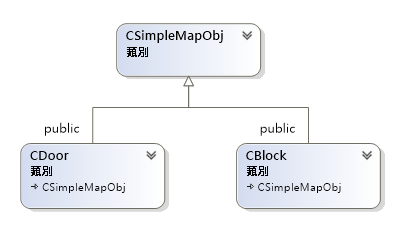 CSimpleMapObj
類別
public
public
CDoor
類別
CSimpleMapObj
CBlock
類別
CSimpleMapObj